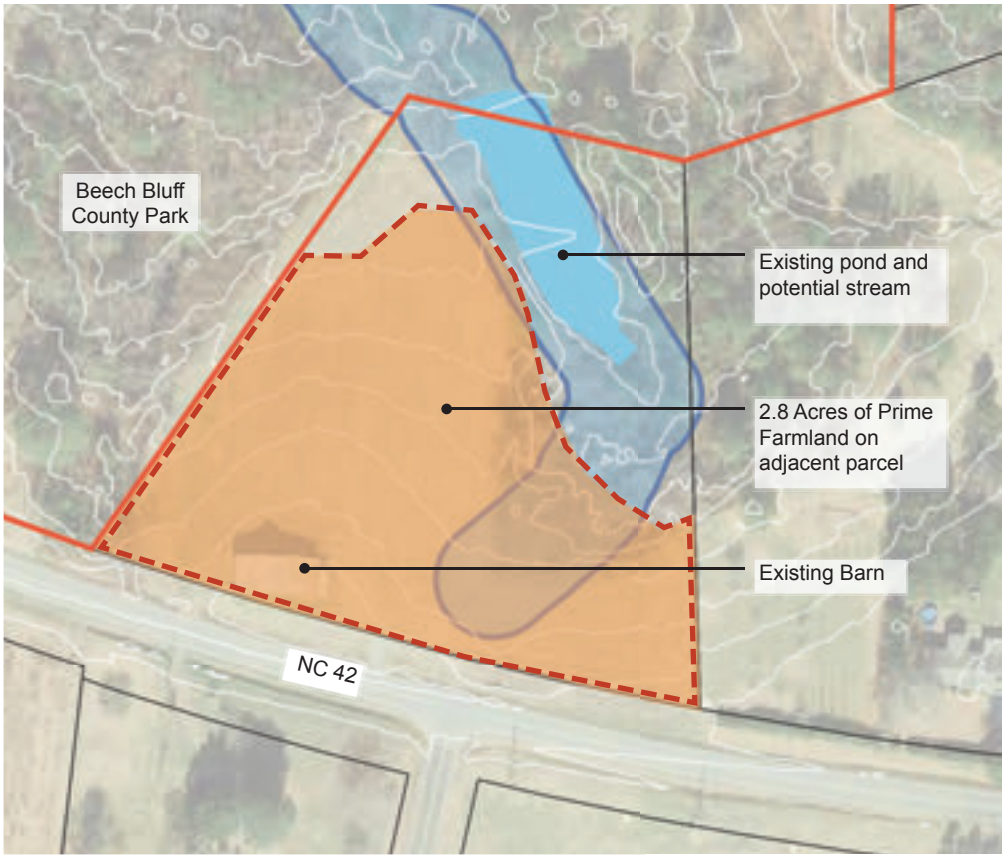 Beech Bluff
County Park
Existing pond and
potential stream
2.8 Acres of Prime
Farmland on
adjacent parcel
Existing Barn
NC 42